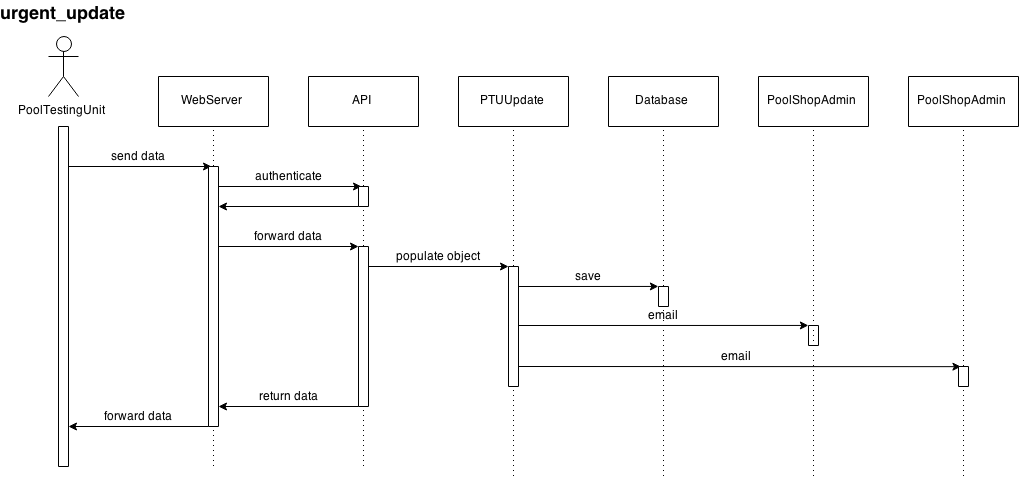 urgent_update
PoolTestingUnit
WebServer
API
PTUUpdate
Database
PoolShopAdmin
PoolShopAdmin
send data
authenticate
forward data
populate object
save
email
email
return data
forward data